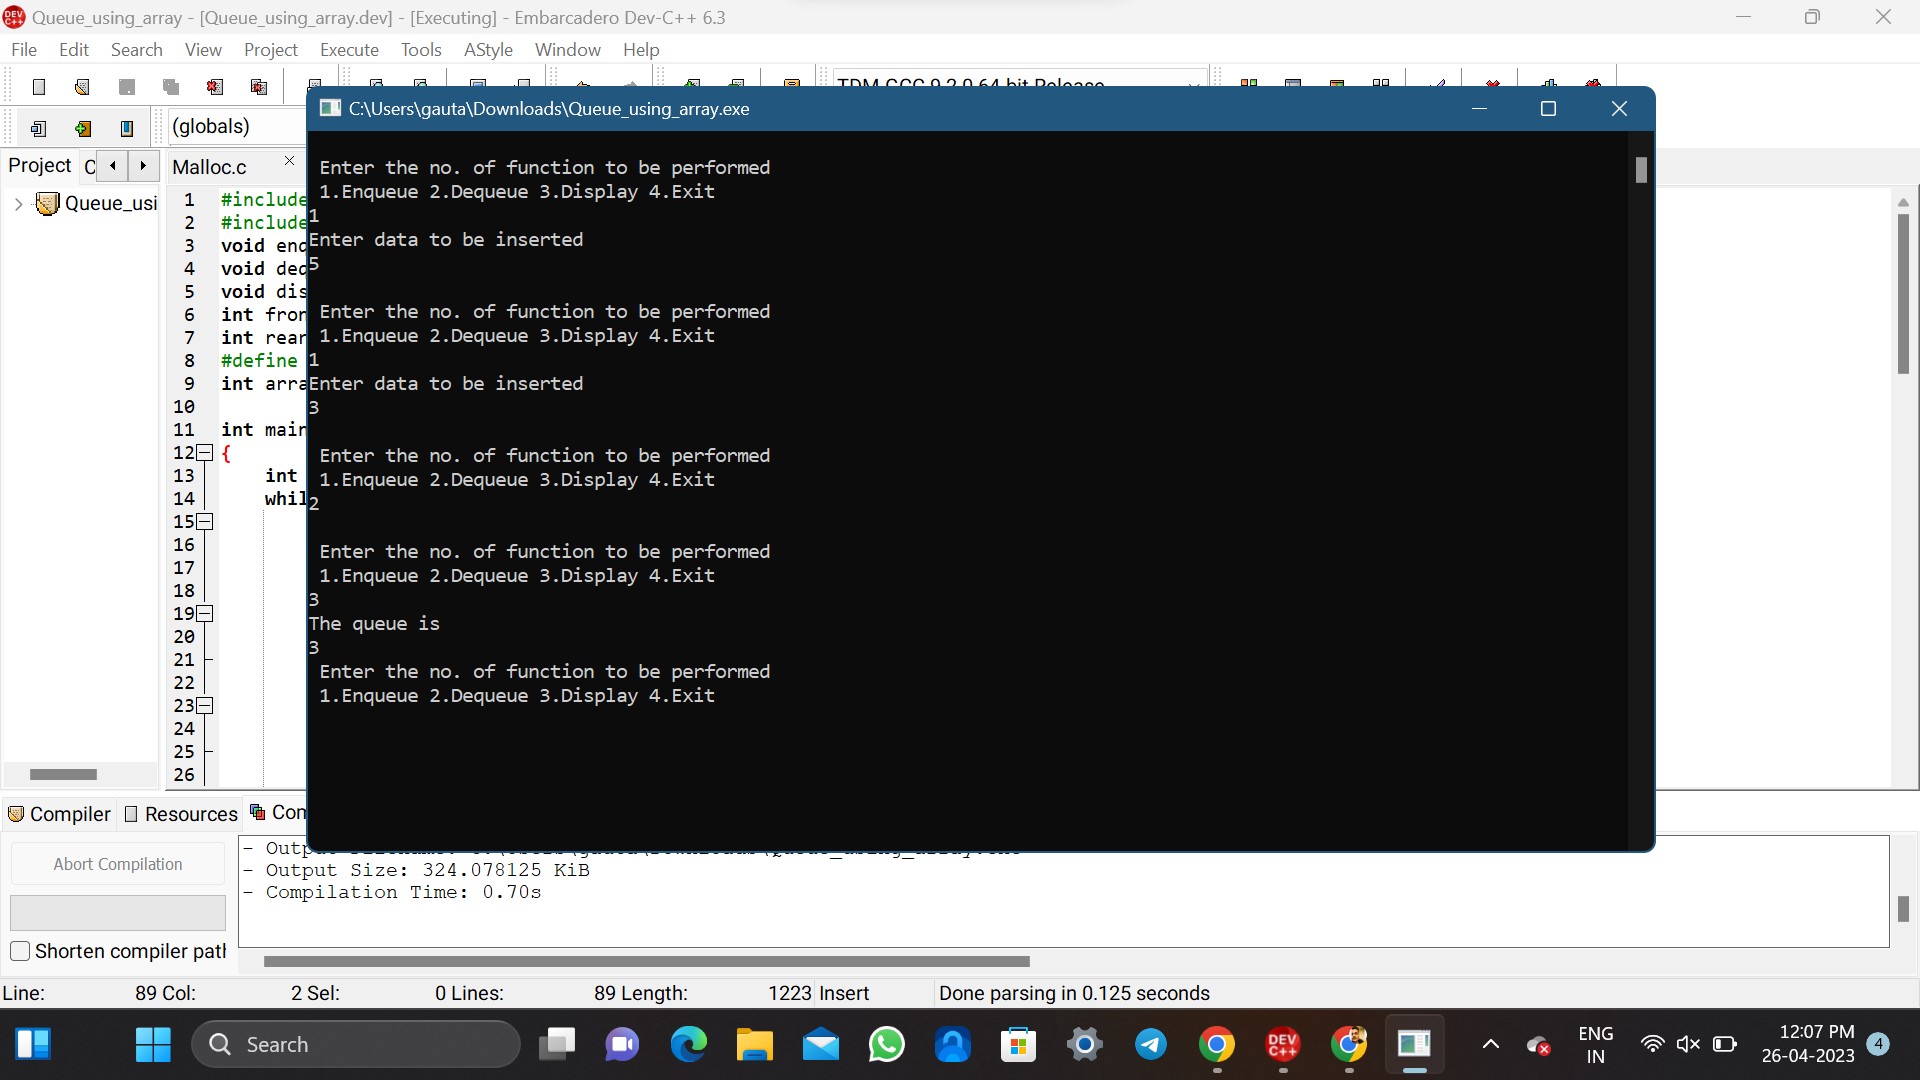 Queue_using_array - [Queue_using_array.dev] - [Executing] - Embarcadero Dev-C++ 6.3
File Edit Search View Project Execute Tools AStyle Window Help
TDM-GCC 9.2.0 64-bit Release
(globals)
C:\Users\gauta\Downloads\Queue_using_array.exe
Project C
Malloc.c
Queue_usi
1 #include
2 #include
3 void enq
4 void deq
5 void dis
6 int fron
7 int rear
8 #define
9 int arra
10
11 int main
12 {
13 int
14 whil
15
16
17
18
19
20
21
22
23
24
25
26
Enter the no. of function to be performed
1.Enqueue 2.Dequeue 3.Display 4.Exit
1
Enter data to be inserted
5
Enter the no. of function to be performed
1.Enqueue 2.Dequeue 3.Display 4.Exit
1
Enter data to be inserted
3
Enter the no. of function to be performed
1.Enqueue 2.Dequeue 3.Display 4.Exit
2
Enter the no. of function to be performed
1.Enqueue 2.Dequeue 3.Display 4.Exit
3
The queue is
3
Enter the no. of function to be performed
1.Enqueue 2.Dequeue 3.Display 4.Exit
Compiler Resources Com
Abort Compilation
Shorten compiler path
- Output Filename: C:\Users\gauta\Downloads\Queue_using_array.exe
- Output Size: 324.078125 KiB
- Compilation Time: 0.70s
Line: 89 Col: 2 Sel: 0 Lines: 89 Length: 1223 Insert Done parsing in 0.125 seconds
Search
DEV C++
ENG
IN
12:07 PM
26-04-2023
4